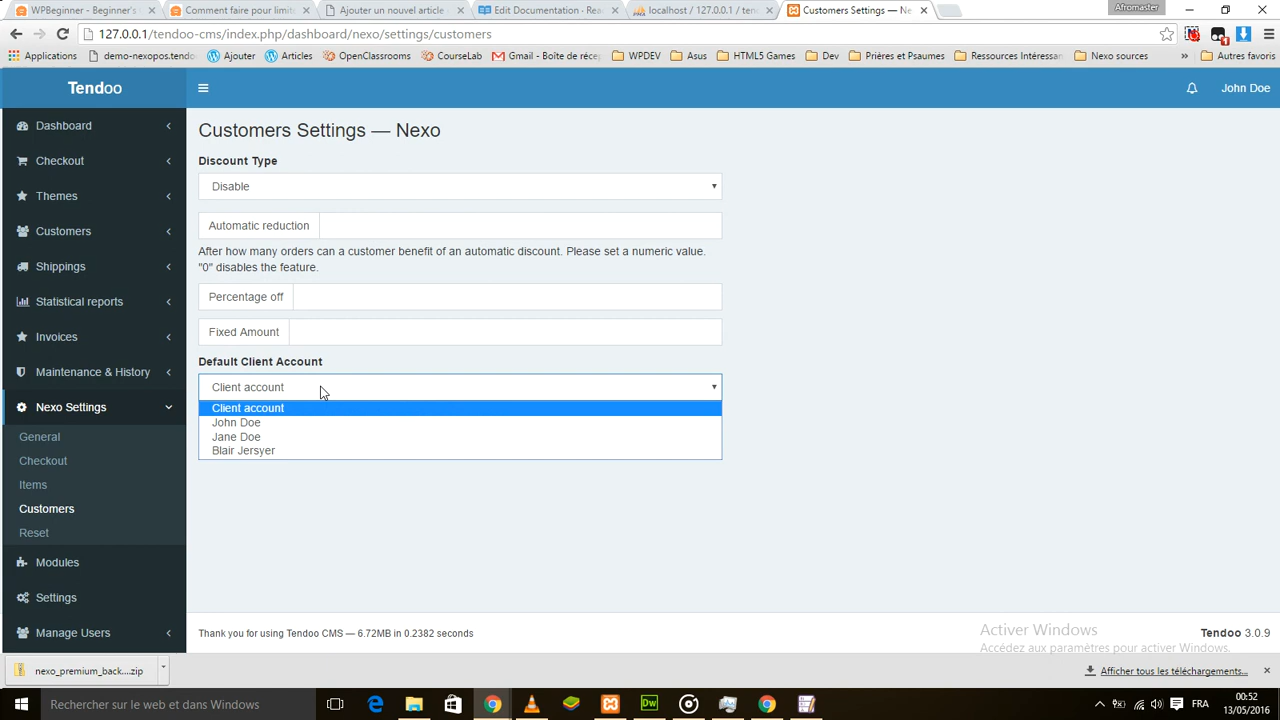 WPBeginner - Beginner's
Comment faire pour limit
Ajouter un nouvel article
Edit Documentation - Rea
localhost / 127.0.0.1 / ten
Customers Settings — Ne
Afromaster
127.0.0.1/tendoo-cms/index.php/dashboard/nexo/settings/customers
Applications
demo-nexopos.tendo
Ajouter
Articles
OpenClassrooms
CourseLab
Gmail - Boîte de récep
WPDEV
Asus
HTML5 Games
Dev
Prières et Psaumes
Ressources Intéressan
Nexo sources
»
Autres favoris
Tendoo
John Doe
Dashboard
Checkout
Themes
Customers
Shippings
Statistical reports
Invoices
Maintenance & History
Nexo Settings
General
Checkout
Items
Customers
Reset
Modules
Settings
Manage Users
Customers Settings — Nexo
Discount Type
Disable
Automatic reduction
After how many orders can a customer benefit of an automatic discount. Please set a numeric value.
"0" disables the feature.
Percentage off
Fixed Amount
Default Client Account
Client account
Client account
John Doe
Jane Doe
Blair Jersyer
Thank you for using Tendoo CMS — 6.72MB in 0.2382 seconds
Activer Windows
Accédez aux paramètres pour activer Windows.
Tendoo 3.0.9
nexo_premium_back....zip
Afficher tous les téléchargements...
Rechercher sur le web et dans Windows
Dw
FRA
00:52
13/05/2016